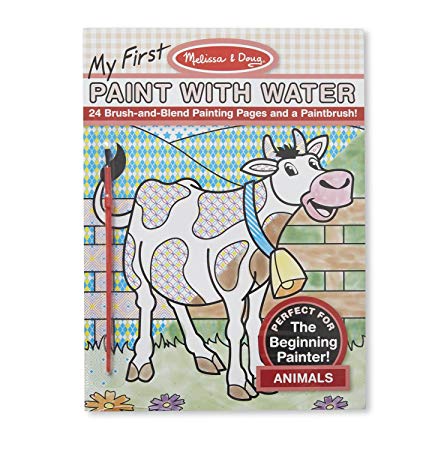 My First
Melissa & Doug
PAINT WITH WATER
24 Brush-and-Blend Painting Pages and a Paintbrush!
PERFECT FOR
The
Beginning
Painter!
ANIMALS